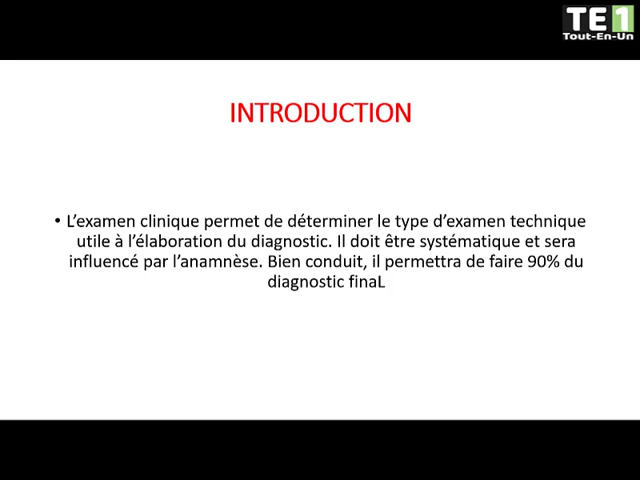 TE1
Tout-En-Un
INTRODUCTION
• L'examen clinique permet de déterminer le type d'examen technique
utile à l'élaboration du diagnostic. Il doit être systématique et sera
influencé par l'anamnèse. Bien conduit, il permettra de faire 90% du
diagnostic finaL